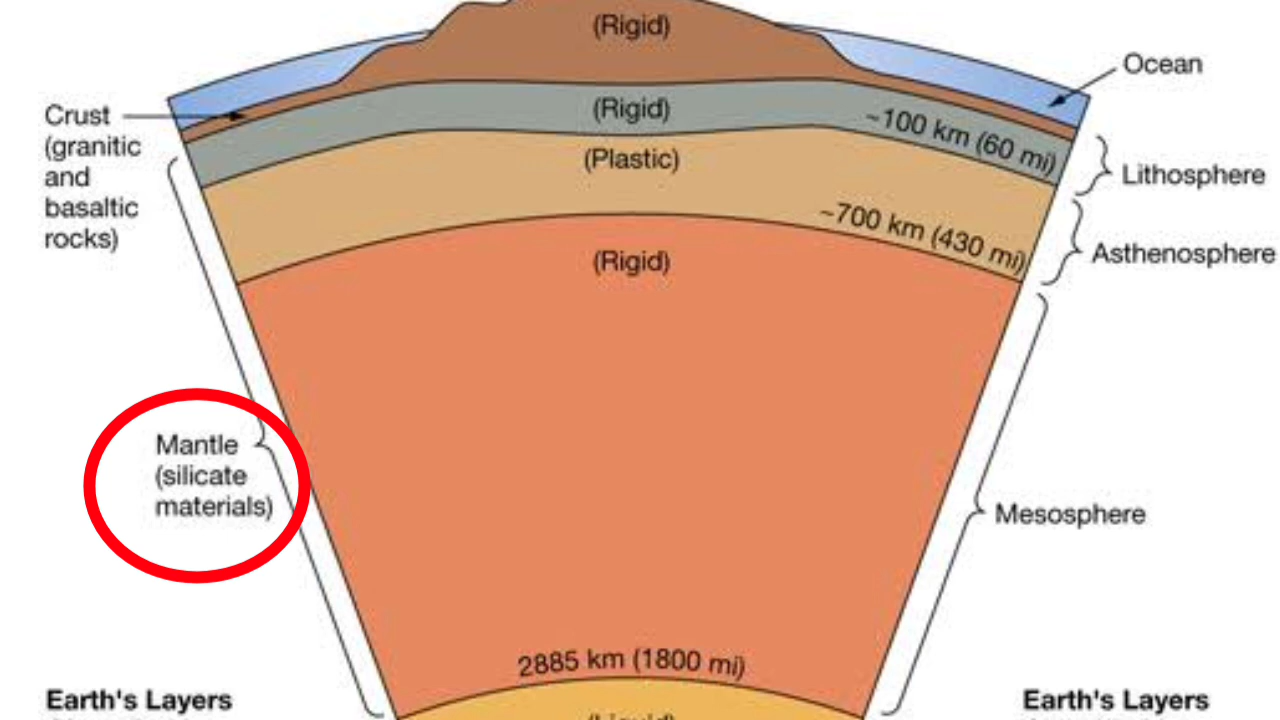 (Rigid)
Ocean
Crust
(granitic
and
basaltic
rocks)
(Rigid)
~100 km (60 mi)
(Plastic)
Lithosphere
~700 km (430 mi)
Asthenosphere
(Rigid)
Mantle
(silicate
materials)
Mesosphere
2885 km (1800 mi)
Earth's Layers
Earth's Layers
(Liquid)